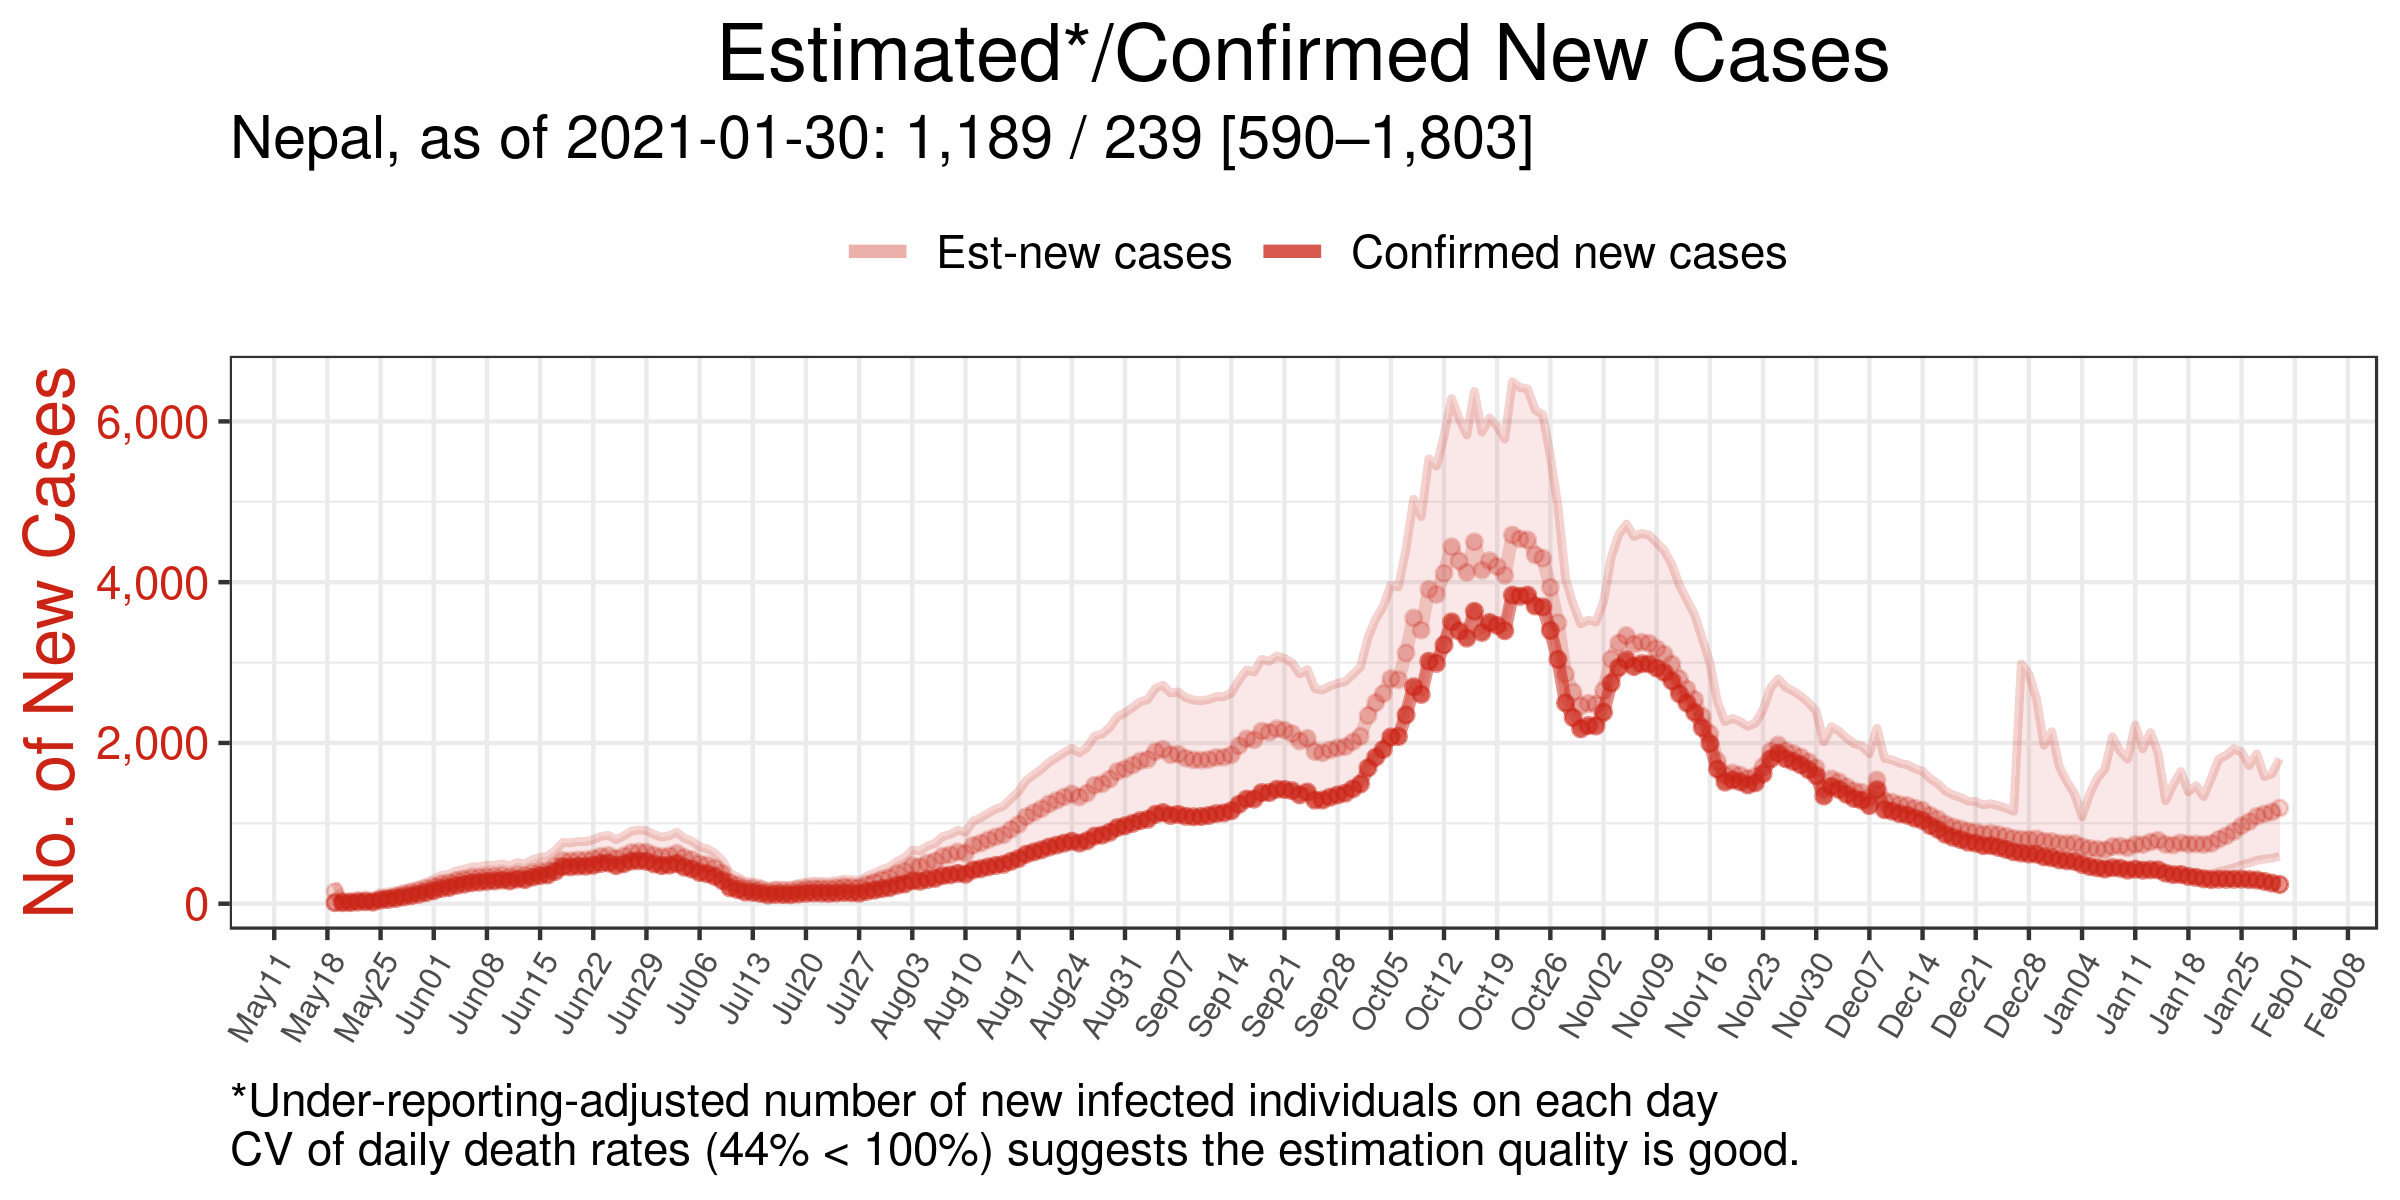 Estimated*/Confirmed New Cases
Nepal, as of 2021-01-30: 1,189 / 239 [590–1,803]
Est-new cases Confirmed new cases
No. of New Cases
6,000
4,000
2,000
0
May11 May18 May25 Jun01 Jun08 Jun15 Jun22 Jun29 Jul06 Jul13 Jul20 Jul27 Aug03 Aug10 Aug17 Aug24 Aug31 Sep07 Sep14 Sep21 Sep28 Oct05 Oct12 Oct19 Oct26 Nov02 Nov09 Nov16 Nov23 Nov30 Dec07 Dec14 Dec21 Dec28 Jan04 Jan11 Jan18 Jan25 Feb01 Feb08
*Under-reporting-adjusted number of new infected individuals on each day
CV of daily death rates (44% < 100%) suggests the estimation quality is good.